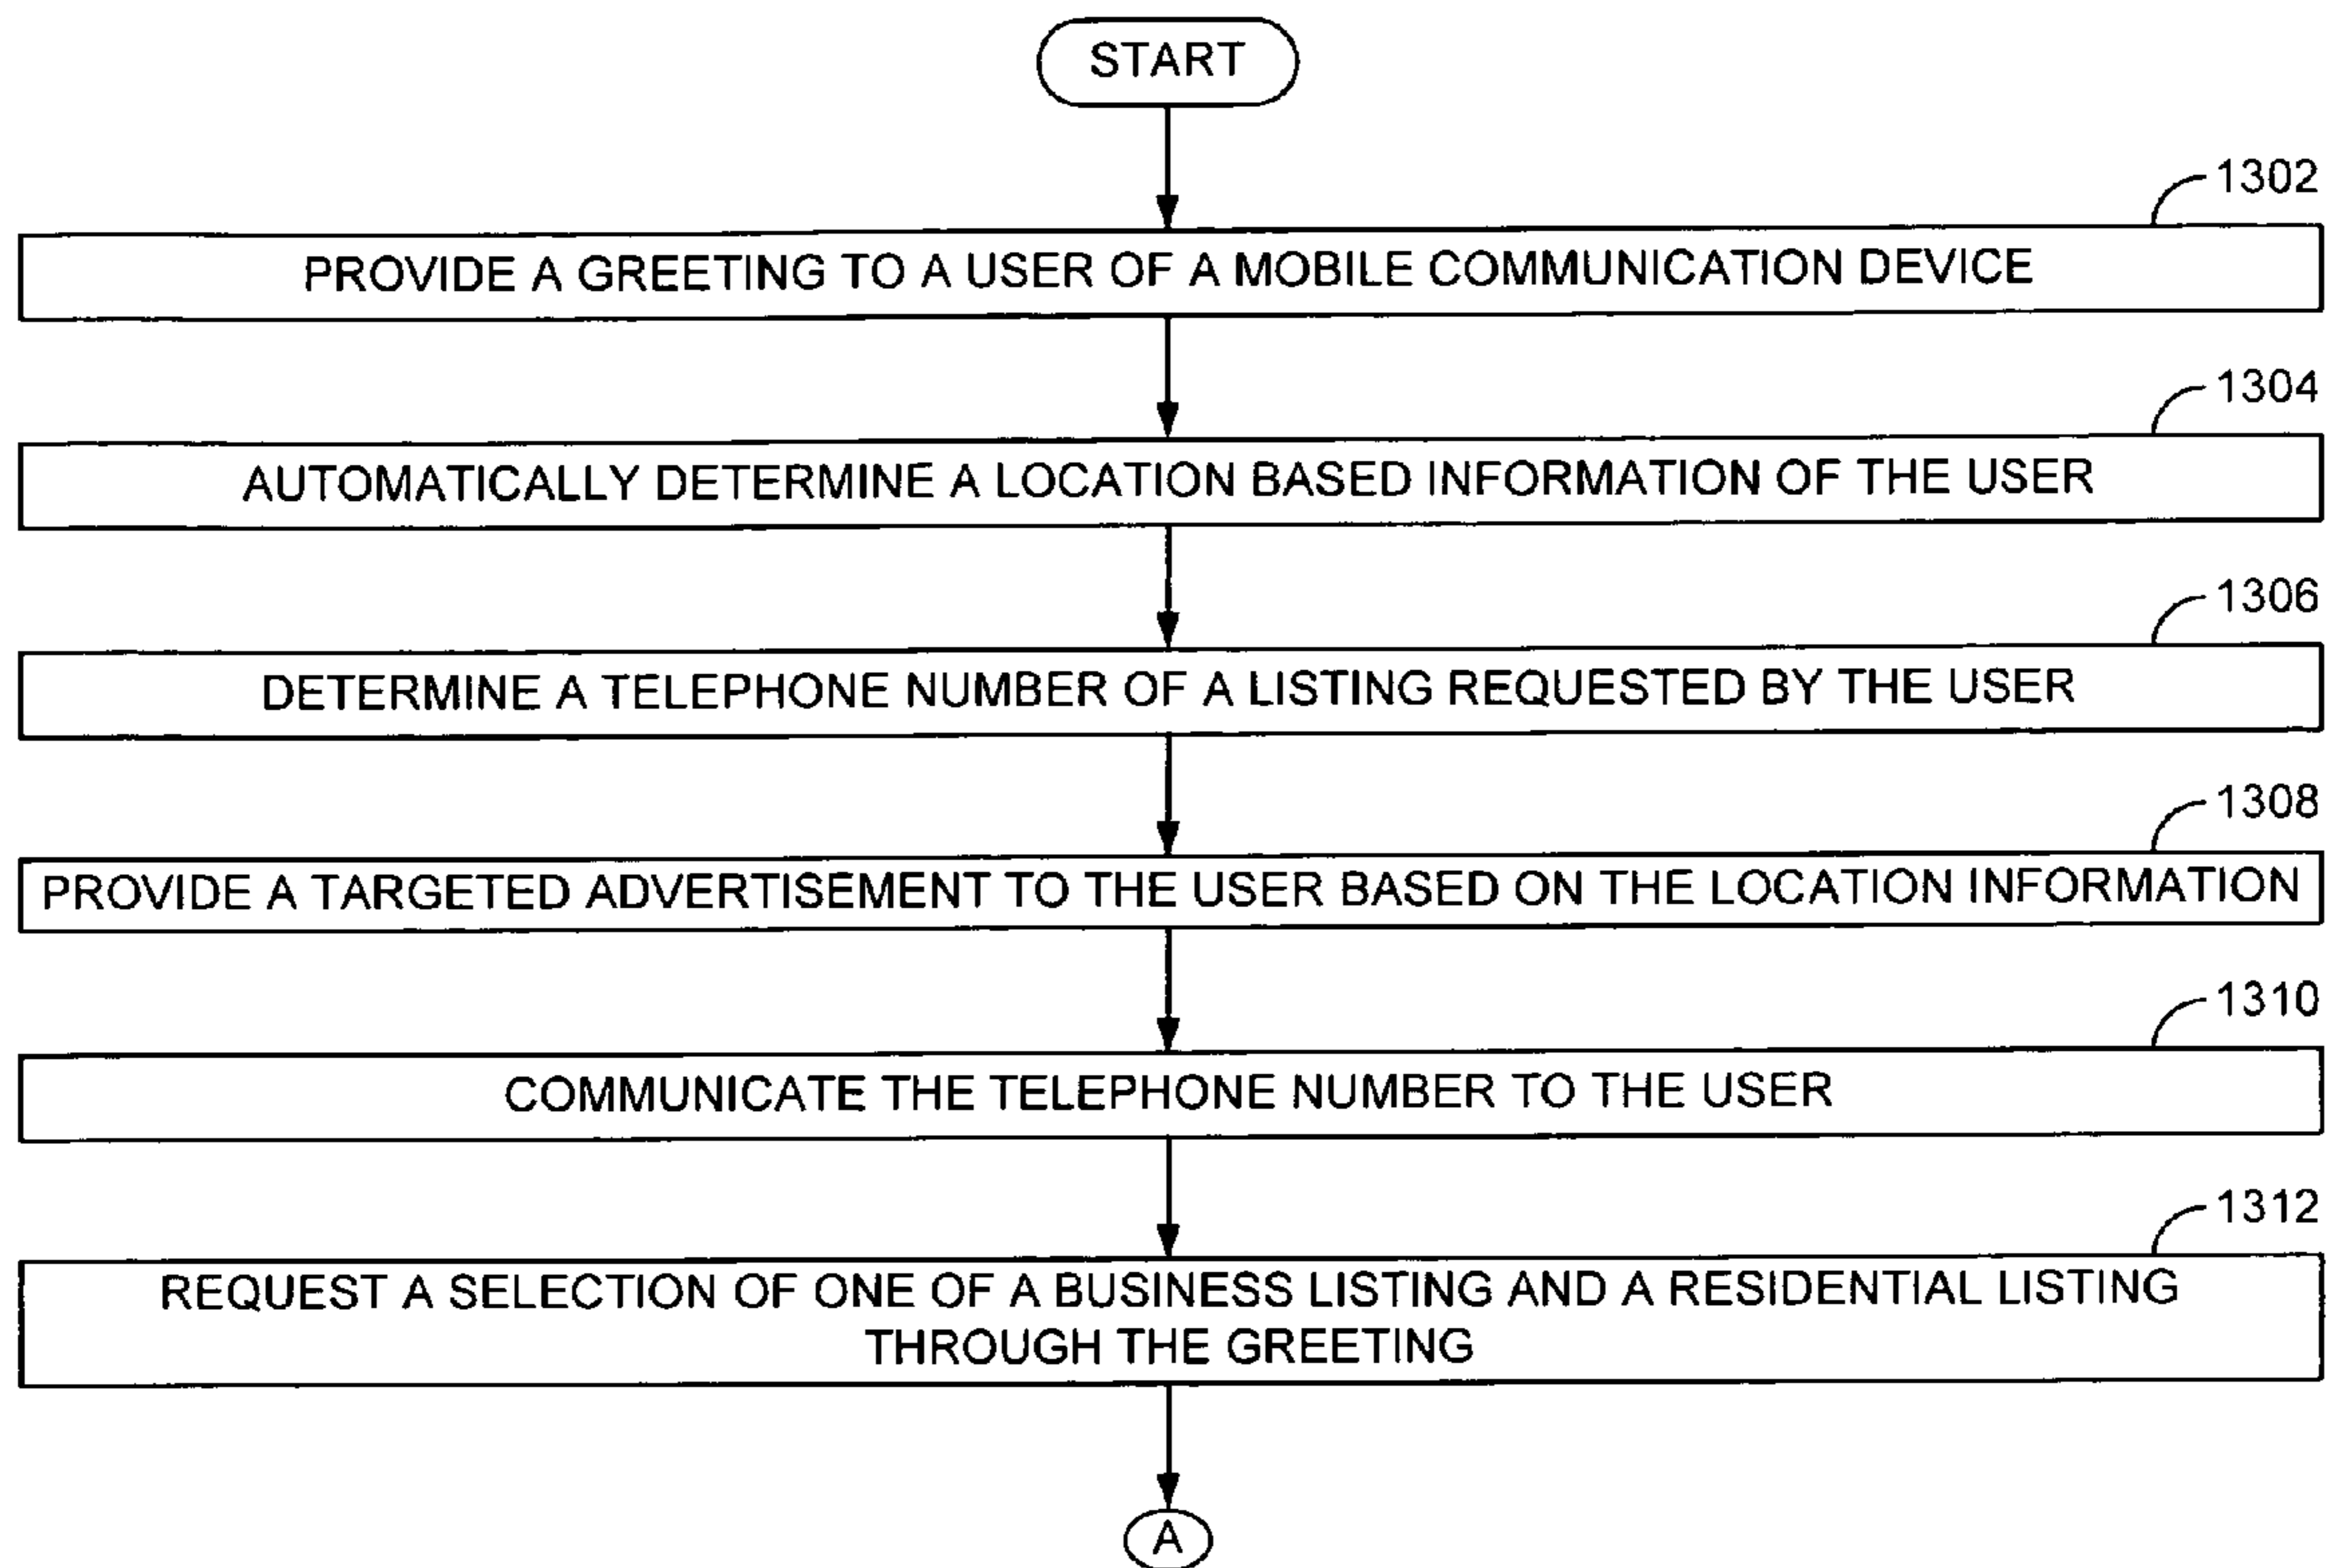 START
1302
PROVIDE A GREETING TO A USER OF A MOBILE COMMUNICATION DEVICE
1304
AUTOMATICALLY DETERMINE A LOCATION BASED INFORMATION OF THE USER
1306
DETERMINE A TELEPHONE NUMBER OF A LISTING REQUESTED BY THE USER
1308
PROVIDE A TARGETED ADVERTISEMENT TO THE USER BASED ON THE LOCATION INFORMATION
1310
COMMUNICATE THE TELEPHONE NUMBER TO THE USER
1312
REQUEST A SELECTION OF ONE OF A BUSINESS LISTING AND A RESIDENTIAL LISTING
THROUGH THE GREETING
A